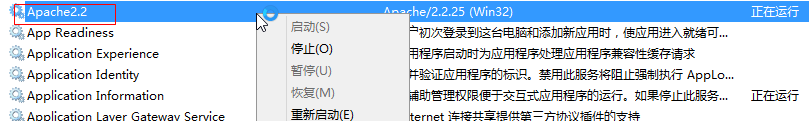 Apache2.2 Apache/2.2.25 (Win32) 正在运行
启动(S)
App Readiness 户初次登录到这台电脑和添加新应用时，使应用进入就绪可...
停止(O)
Application Experience 用程序启动时为应用程序处理应用程序兼容性缓存请求
暂停(U)
Application Identity 并验证应用程序的标识。禁用此服务将阻止强制执行 AppLo...
恢复(M)
Application Information 辅助管理权限便于交互式应用程序的运行。如果停止此服务... 正在运行
重新启动(E)
Application Layer Gateway Service nternet 连接共享提供第三方协议插件的支持